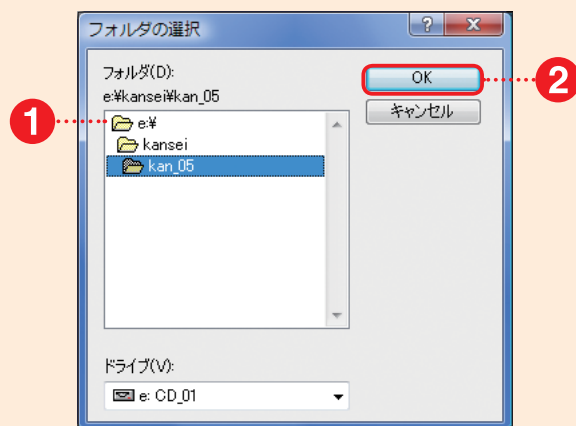 フォルダの選択
フォルダ(D):
e:¥kansei¥kan_05
OK
2
キャンセル
1
e:¥
kansei
kan_05
ドライブ(V):
e: CD_01